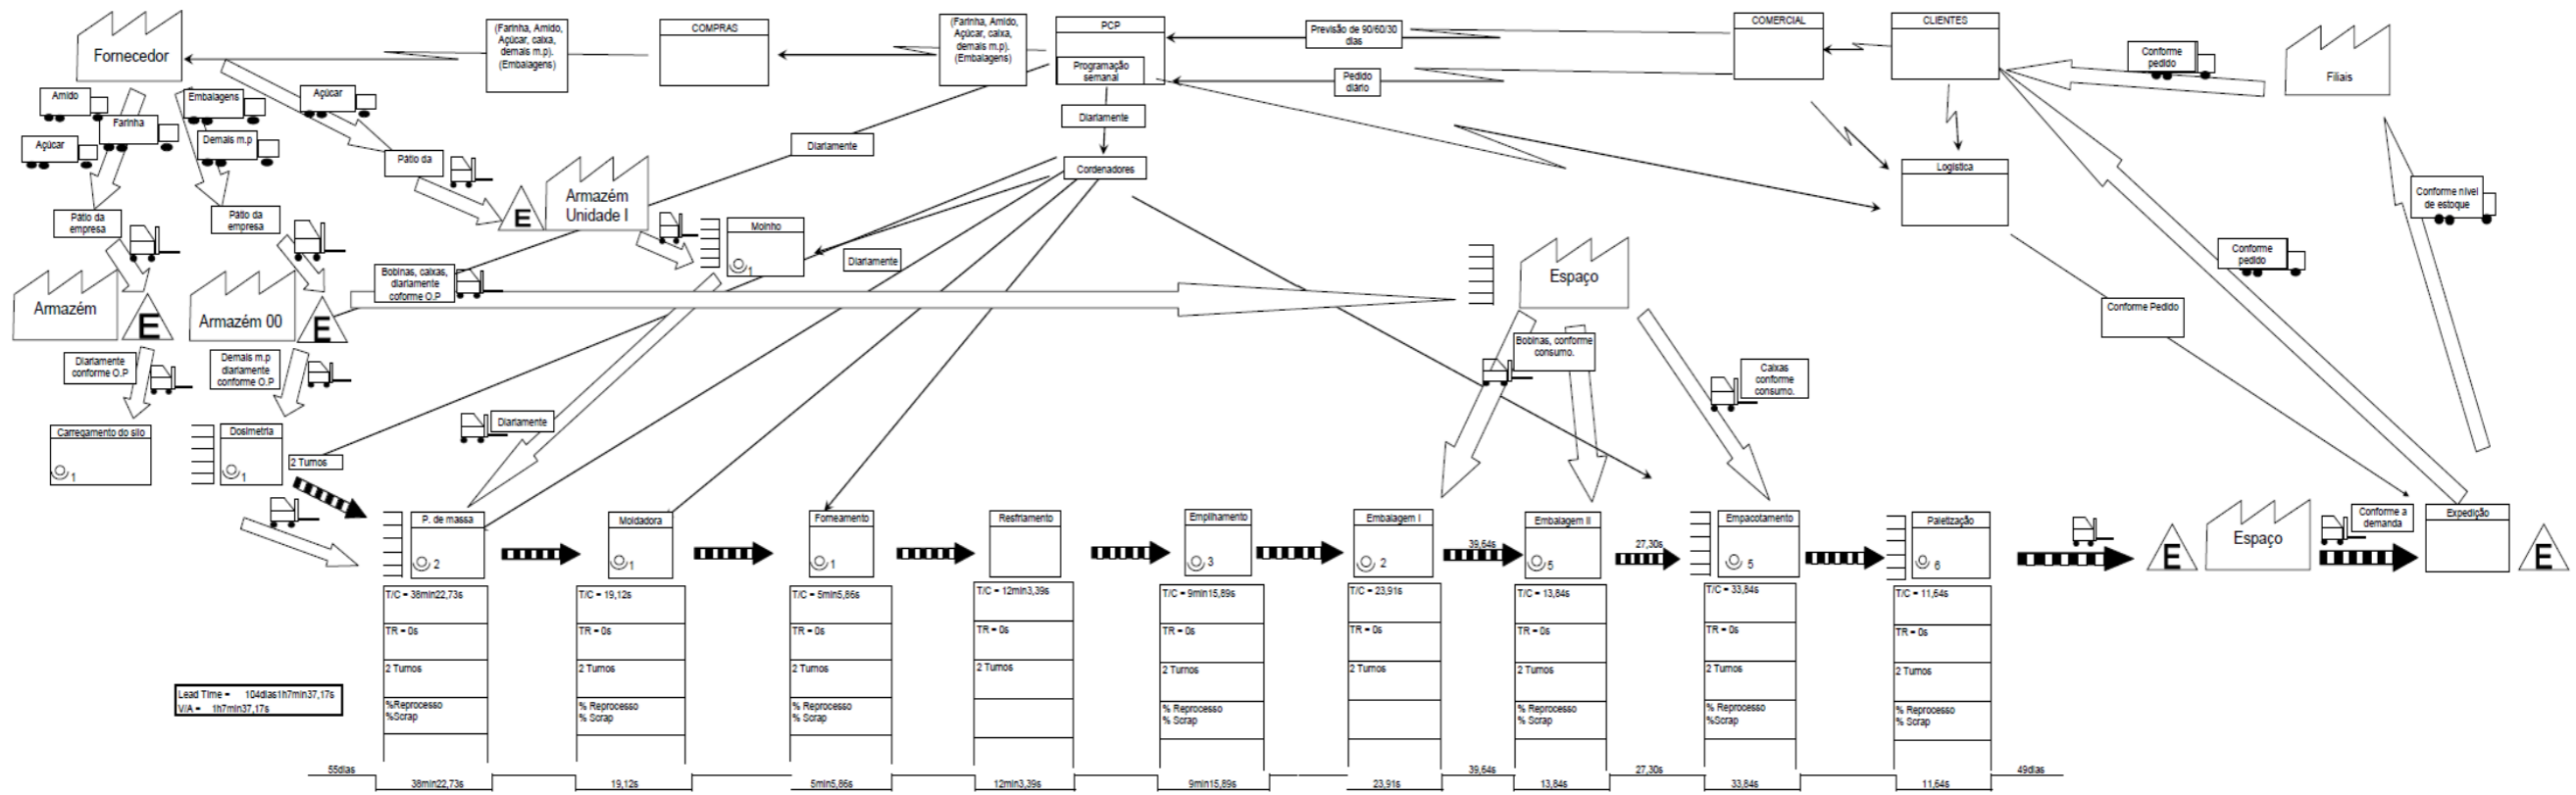 Fornecedor
(Farinha, Amido,
Açúcar, caixa,
demais m.p).
(Embalagens)
COMPRAS
(Farinha, Amido,
Açúcar, caixa,
demais m.p).
(Embalagens)
PCP
Programação
semanal
Previsão de 90/60/30
dias
Pedido
diário
COMERCIAL
CLIENTES
Conforme
pedido
Filiais
Amido
Farinha
Açúcar
Embalagens
Demais m.p
Açúcar
Diariamente
Diariamente
Cordenadores
Logística
Pátio da
Armazém
Unidade I
E
Pátio da
empresa
Pátio da
empresa
Moinho
1
Diariamente
Conforme nível
de estoque
Conforme
pedido
Armazém
E
Armazém 00
E
Bobinas, caixas,
diariamente
coforme O.P
Espaço
Conforme Pedido
Diariamente
conforme O.P
Demais m.p
diariamente
conforme O.P
Bobinas, conforme
consumo.
Caixas
conforme
consumo.
Diariamente
Carregamento do silo
1
Dosimetria
1
2 Turnos
P. de massa
2
Moldadora
1
Forneamento
1
Resfriamento
Empilhamento
3
Embalagem I
2
39,64s
Embalagem II
5
27,30s
Empacotamento
5
Paletização
6
E
Espaço
Conforme a
demanda
Expedição
E
T/C = 38min22,73s
TR = 0s
2 Turnos
%Reprocesso
%Scrap
T/C = 19,12s
TR = 0s
2 Turnos
% Reprocesso
% Scrap
T/C = 5min5,86s
TR = 0s
2 Turnos
% Reprocesso
% Scrap
T/C = 12min3,39s
TR = 0s
2 Turnos
T/C = 9min15,89s
TR = 0s
2 Turnos
% Reprocesso
% Scrap
T/C = 23,91s
TR = 0s
2 Turnos
T/C = 13,84s
TR = 0s
2 Turnos
% Reprocesso
% Scrap
T/C = 33,84s
TR = 0s
2 Turnos
% Reprocesso
%Scrap
T/C = 11,64s
TR = 0s
2 Turnos
% Reprocesso
% Scrap
Lead Time = 104dias1h7min37,17s
V/A = 1h7min37,17s
55dias
38min22,73s
19,12s
5min5,86s
12min3,39s
9min15,89s
23,91s
39,64s
13,84s
27,30s
33,84s
11,64s
49dias